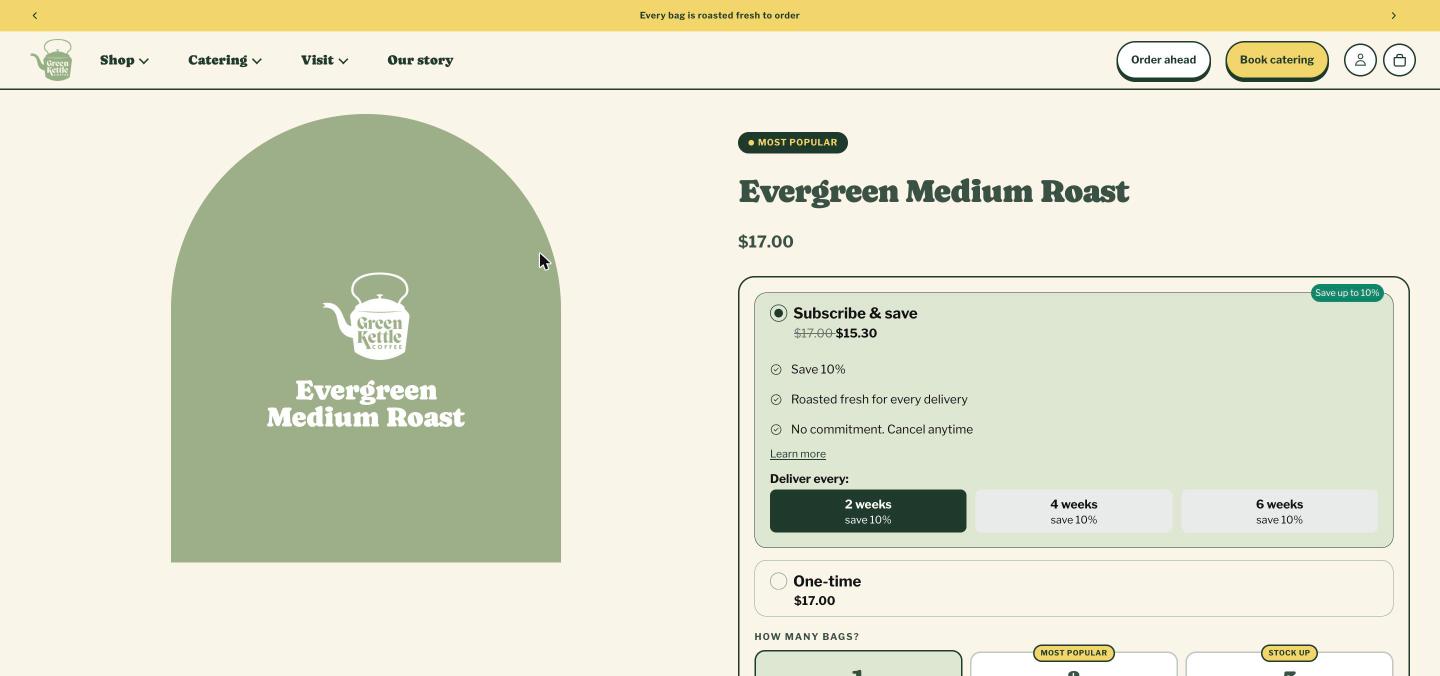 Every bag is roasted fresh to order
Green
Kettle
COFFEE
Shop
Catering
Visit
Our story
Order ahead
Book catering
MOST POPULAR
Evergreen Medium Roast
$17.00
Green
Kettle
COFFEE
Evergreen
Medium Roast
Save up to 10%
Subscribe & save
$17.00 $15.30
Save 10%
Roasted fresh for every delivery
No commitment. Cancel anytime
Learn more
Deliver every:
2 weeks
save 10%
4 weeks
save 10%
6 weeks
save 10%
One-time
$17.00
HOW MANY BAGS?
MOST POPULAR
STOCK UP